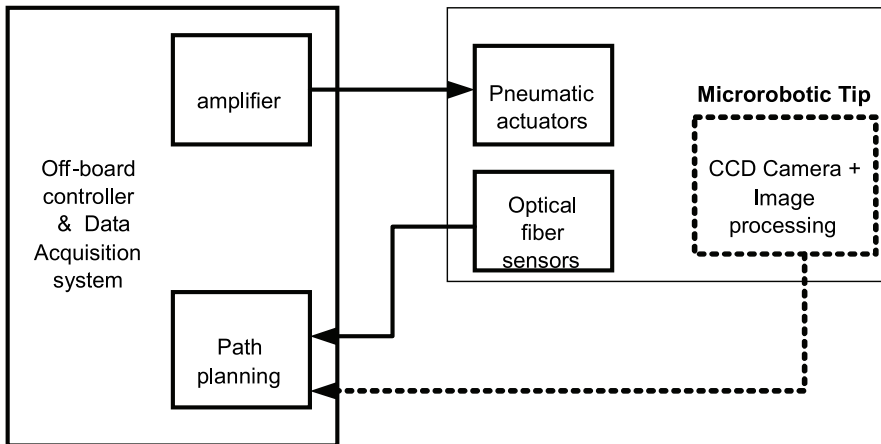 Off-board
controller
& Data
Acquisition
system
amplifier
Path
planning
Pneumatic
actuators
Optical
fiber
sensors
Microrobotic Tip
CCD Camera +
Image
processing